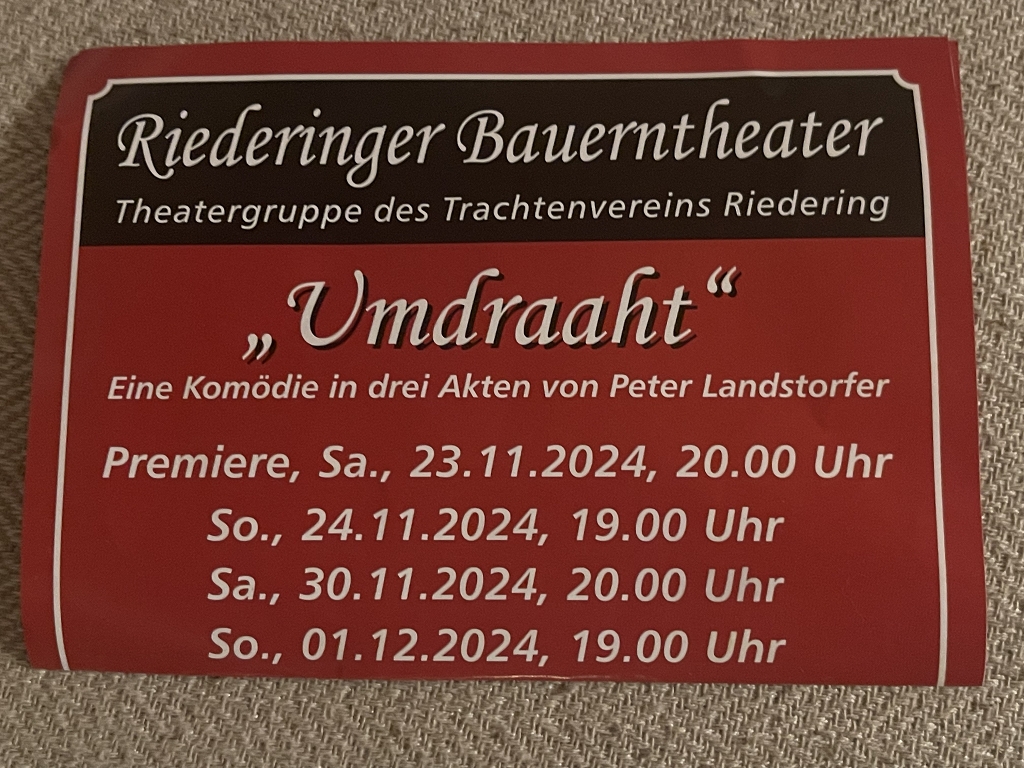 Riederinger Bauerntheater
Theatergruppe des Trachtenvereins Riedering
„Umdraaht“
Eine Komödie in drei Akten von Peter Landstorfer
Premiere, Sa., 23.11.2024, 20.00 Uhr
So., 24.11.2024, 19.00 Uhr
Sa., 30.11.2024, 20.00 Uhr
So., 01.12.2024, 19.00 Uhr